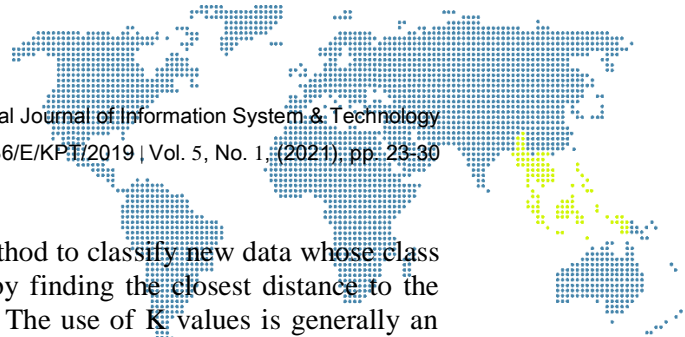 al Journal of Information System & Technology
6/E/KPT/2019 | Vol. 5, No. 1, (2021), pp. 23-30
thod to classify new data whose class
by finding the closest distance to the
The use of K values is generally an